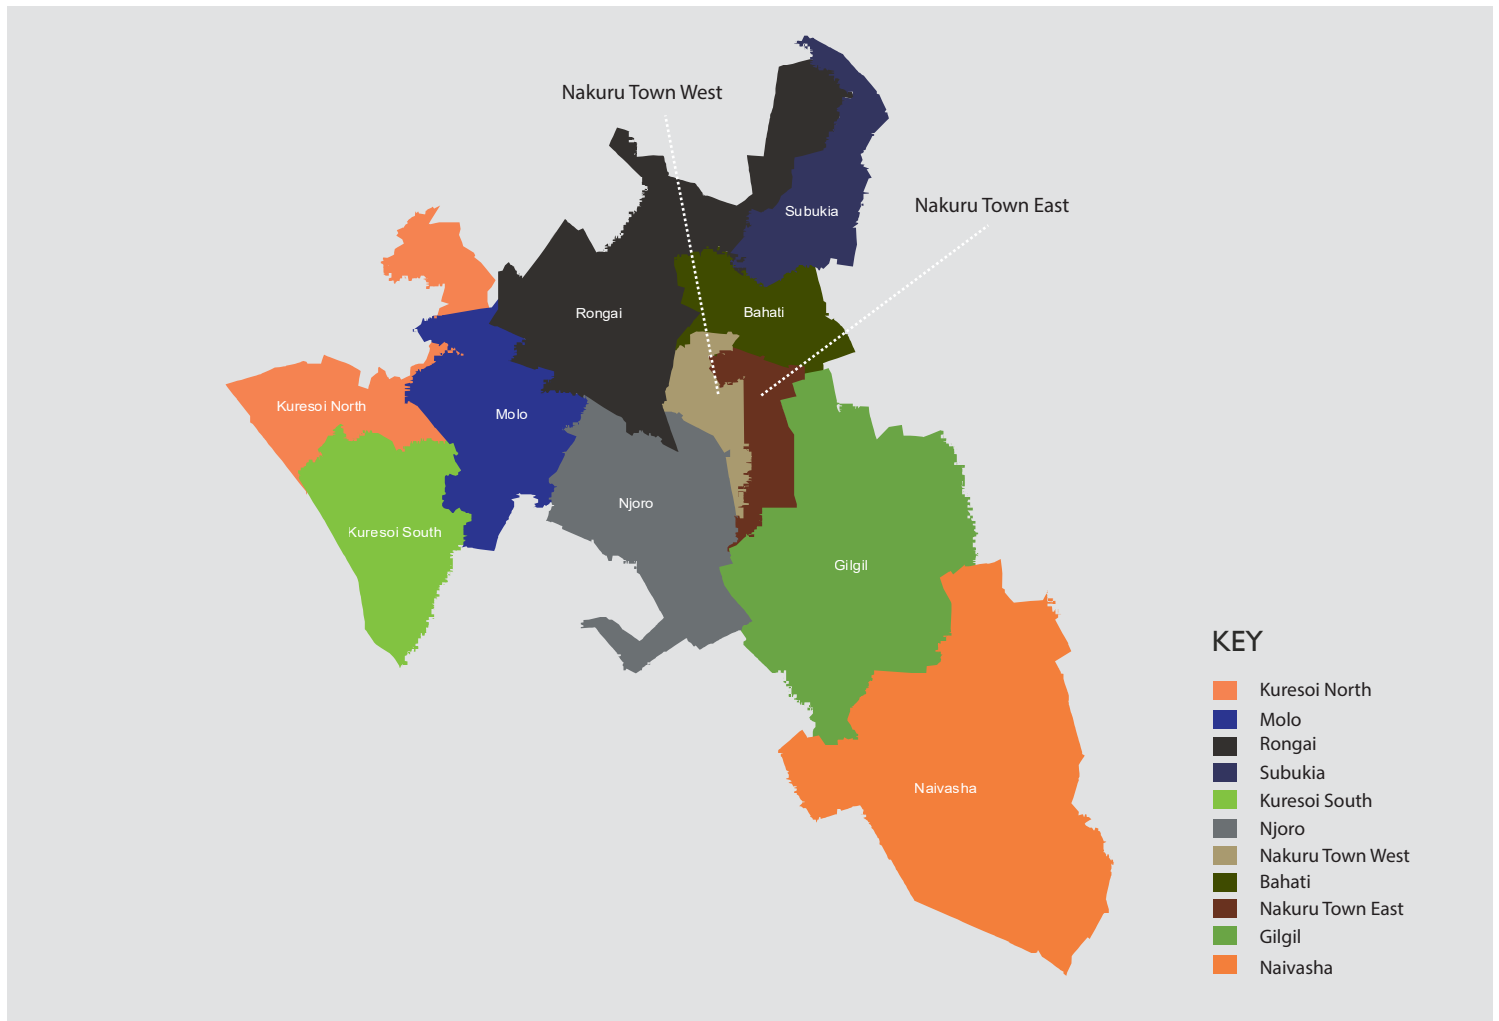 Nakuru Town West
Nakuru Town East
Subukia
Rongai
Bahati
Kuresoi North
Molo
Njoro
Kuresoi South
Gilgil
Naivasha
KEY
Kuresoi North
Molo
Rongai
Subukia
Kuresoi South
Njoro
Nakuru Town West
Bahati
Nakuru Town East
Gilgil
Naivasha